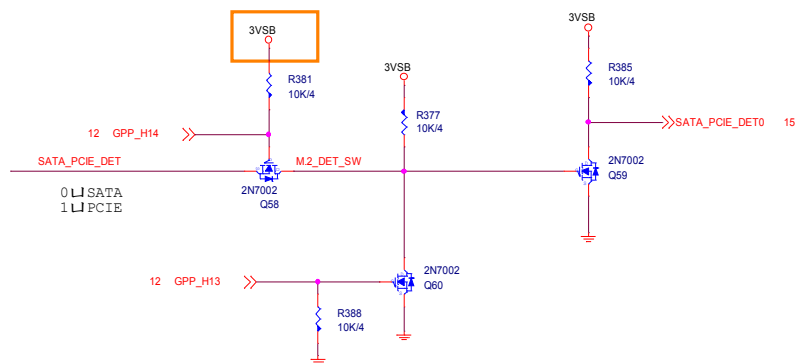 3VSB
R381
10K/4
12 GPP_H14
SATA_PCIE_DET
0 SATA
1 PCIE
2N7002
Q58
M.2_DET_SW
3VSB
R377
10K/4
3VSB
R385
10K/4
SATA_PCIE_DET0 15
2N7002
Q59
12 GPP_H13
R388
10K/4
2N7002
Q60